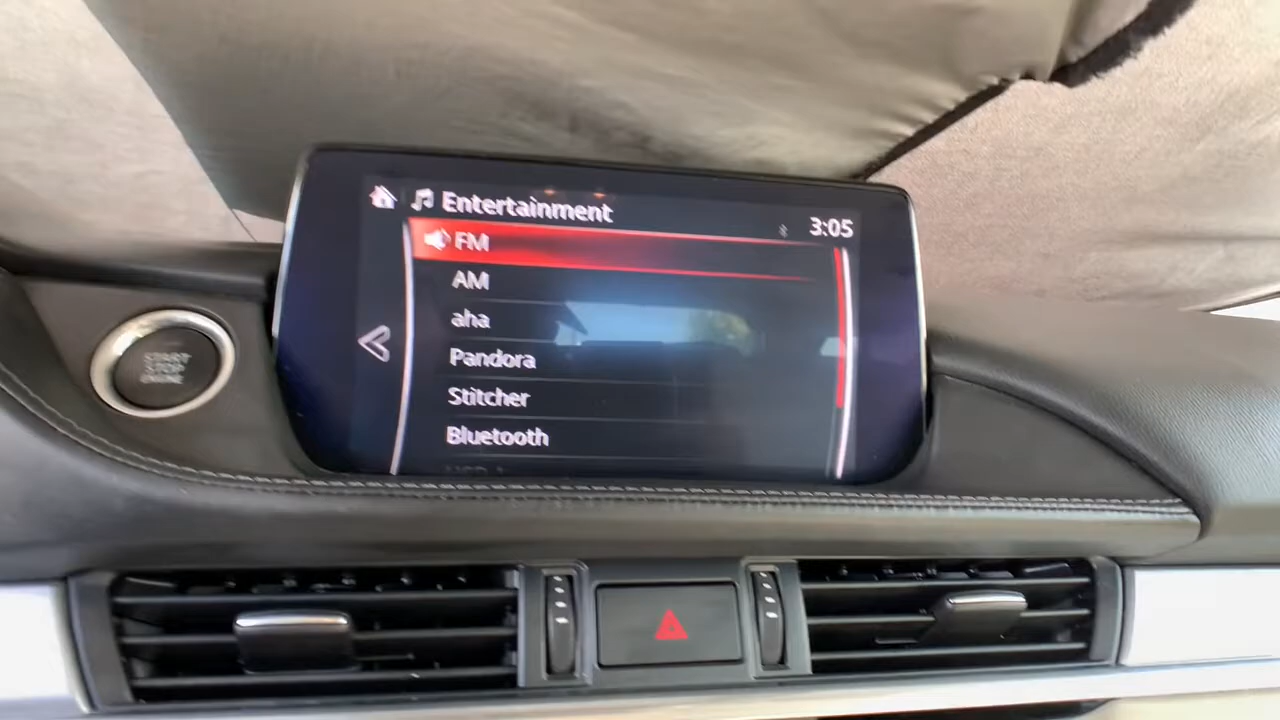 Entertainment
3:05
FM
AM
aha
Pandora
Stitcher
Bluetooth
START
STOP
ENGINE